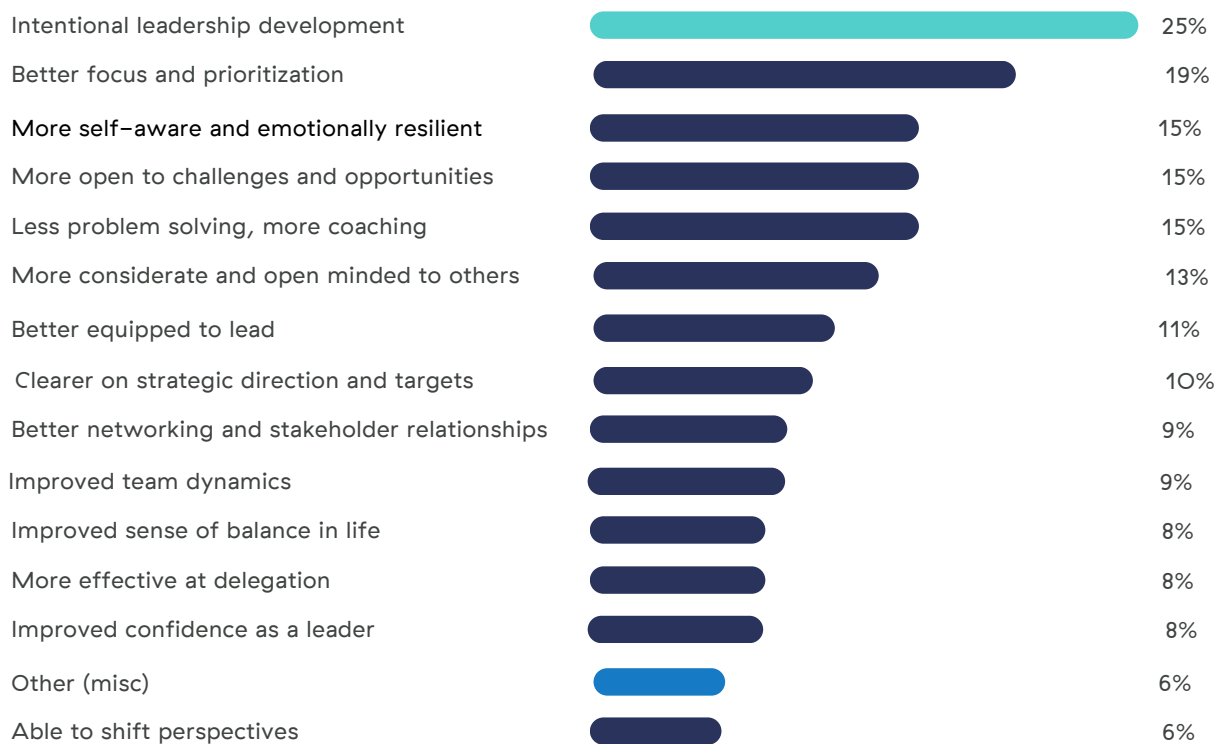 Intentional leadership development 25%
Better focus and prioritization 19%
More self-aware and emotionally resilient 15%
More open to challenges and opportunities 15%
Less problem solving, more coaching 15%
More considerate and open minded to others 13%
Better equipped to lead 11%
Clearer on strategic direction and targets 10%
Better networking and stakeholder relationships 9%
Improved team dynamics 9%
Improved sense of balance in life 8%
More effective at delegation 8%
Improved confidence as a leader 8%
Other (misc) 6%
Able to shift perspectives 6%